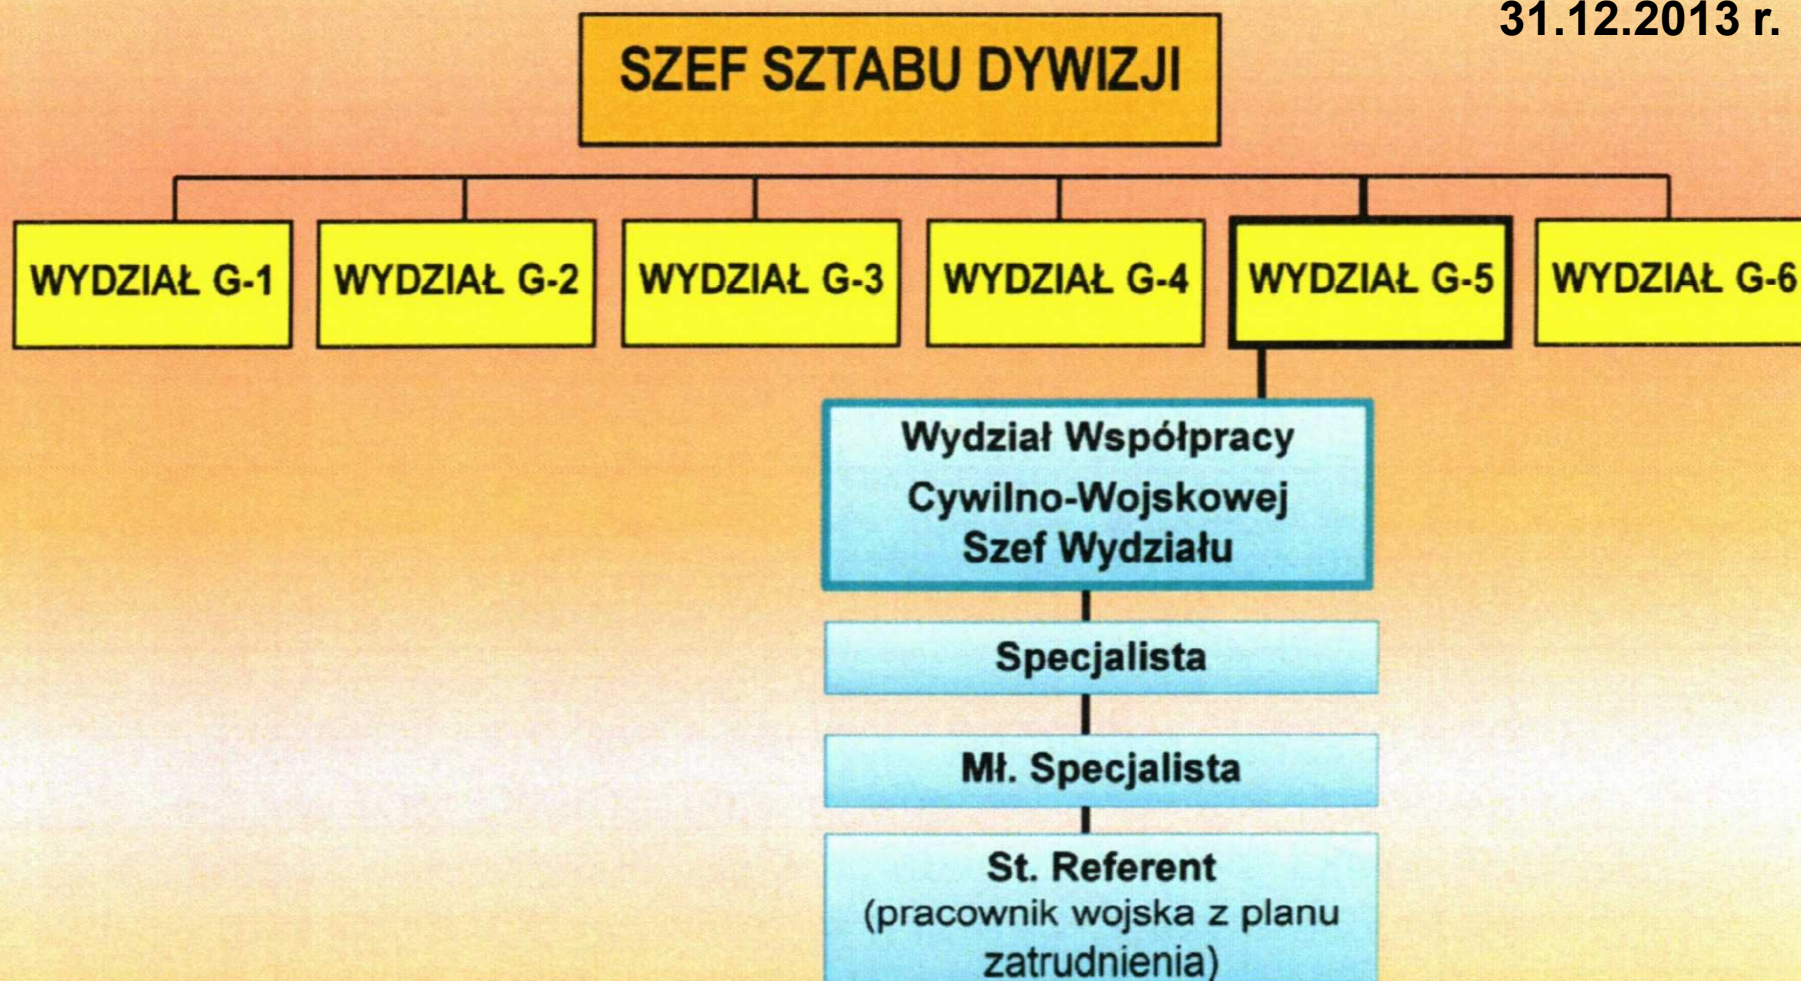 31.12.2013 r.
SZEF SZTABU DYWIZJI
WYDZIAŁ G-1
WYDZIAŁ G-2
WYDZIAŁ G-3
WYDZIAŁ G-4
WYDZIAŁ G-5
WYDZIAŁ G-6
Wydział Współpracy
Cywilno-Wojskowej
Szef Wydziału
Specjalista
Mł. Specjalista
St. Referent
(pracownik wojska z planu
zatrudnienia)